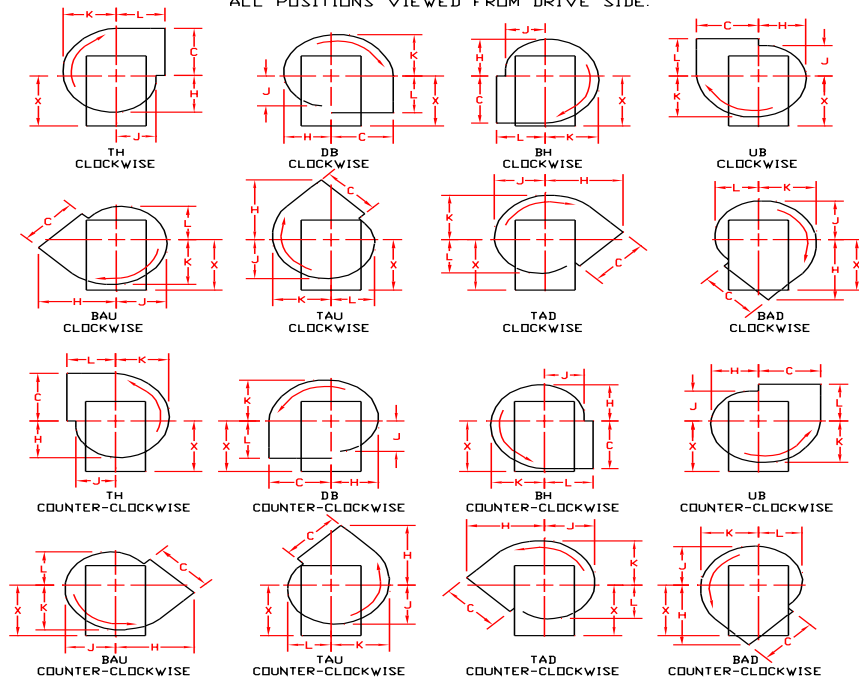 ALL POSITIONS VIEWED FROM DRIVE SIDE.
K L
C
H
X
J
TH
CLOCKWISE
K
J
L
X
H C
DB
CLOCKWISE
J
H
C
X
L K
BH
CLOCKWISE
C H
L
J
K
X
UB
CLOCKWISE
C
L
K
X
H J
BAU
CLOCKWISE
C
H
J
X
K L
TAU
CLOCKWISE
J H
K
L
X
C
TAD
CLOCKWISE
L K
J
H
X
C
BAD
CLOCKWISE
L K
C
H
X
J
TH
COUNTER-CLOCKWISE
K
J
X
L
C H
DB
COUNTER-CLOCKWISE
J
H
X
C
K L
BH
COUNTER-CLOCKWISE
H C
J
L
X
K
UB
COUNTER-CLOCKWISE
C
L
X
K
J H
BAU
COUNTER-CLOCKWISE
C
H
X
J
L K
TAU
COUNTER-CLOCKWISE
H J
K
C
X
L
TAD
COUNTER-CLOCKWISE
K L
J
X
H
C
BAD
COUNTER-CLOCKWISE